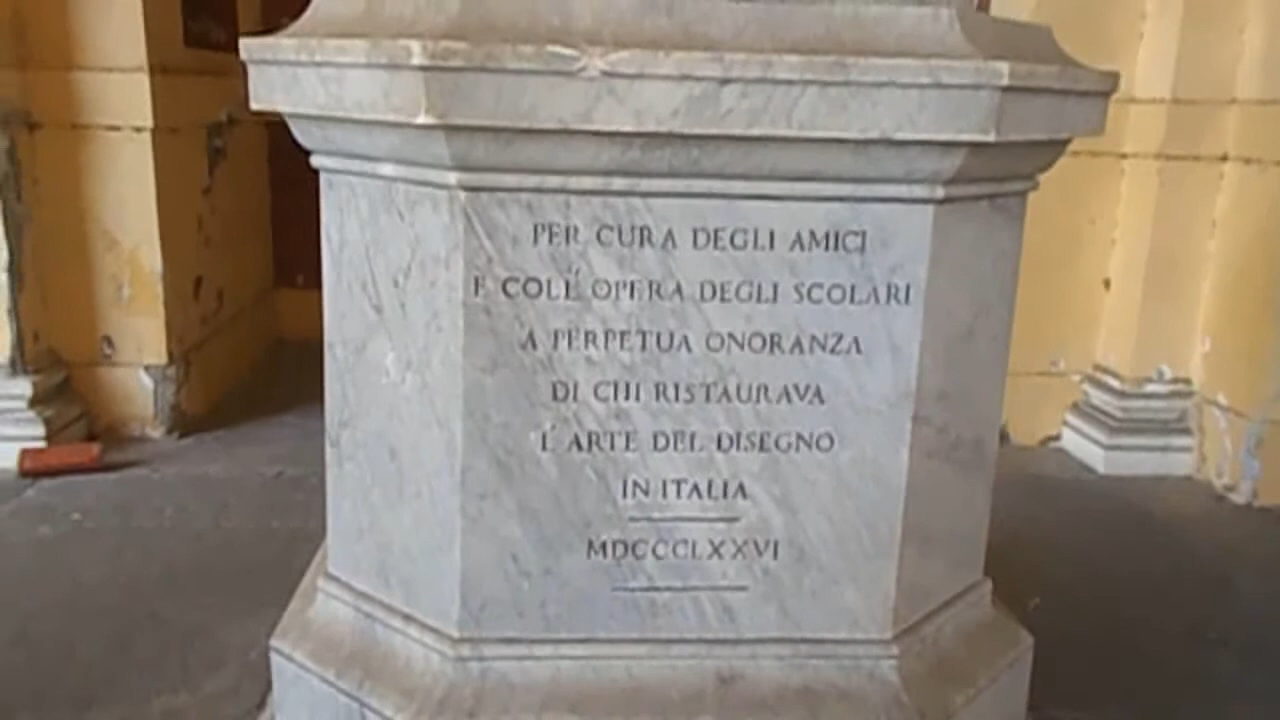 PER CURA DEGLI AMICI
E COLL' OPERA DEGLI SCOLARI
A PERPETUA ONORANZA
DI CHI RISTAURAVA
L' ARTE DEL DISEGNO
IN ITALIA
MDCCCLXXVI